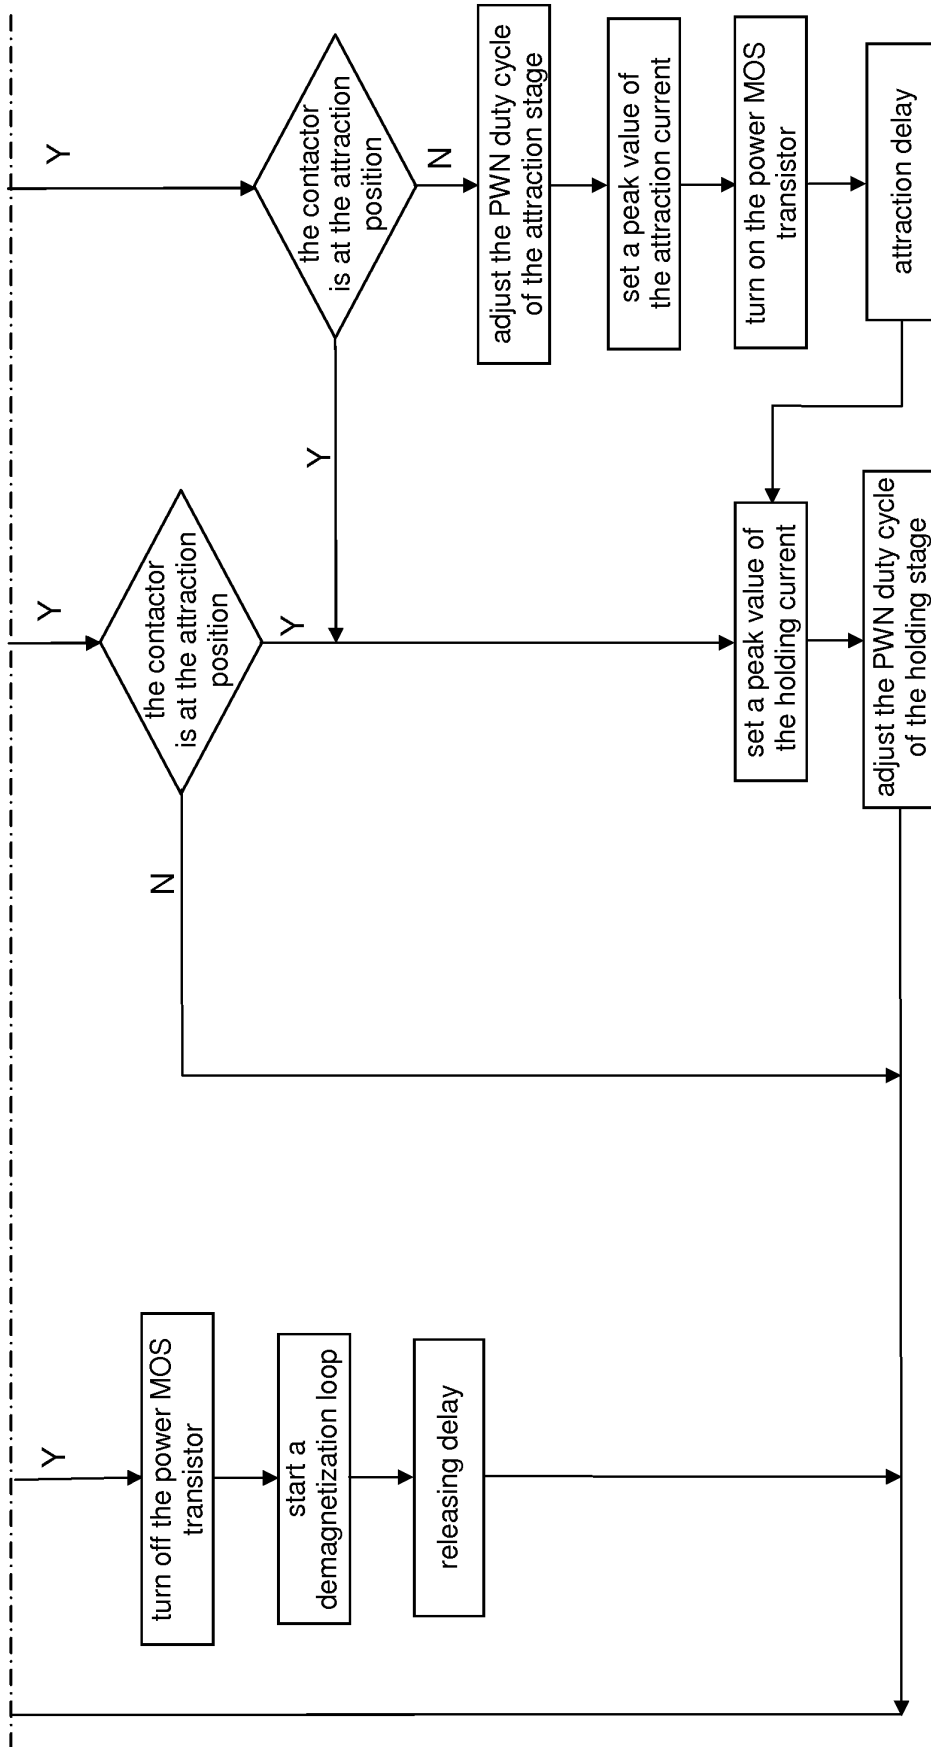 Y
turn off the power MOS
transistor
start a
demagnetization loop
releasing delay
Y
the contactor
is at the attraction
position
N
Y
Y
the contactor
is at the attraction
position
Y
N
adjust the PWN duty cycle
of the attraction stage
set a peak value of
the attraction current
turn on the power MOS
transistor
attraction delay
set a peak value of
the holding current
adjust the PWN duty cycle
of the holding stage